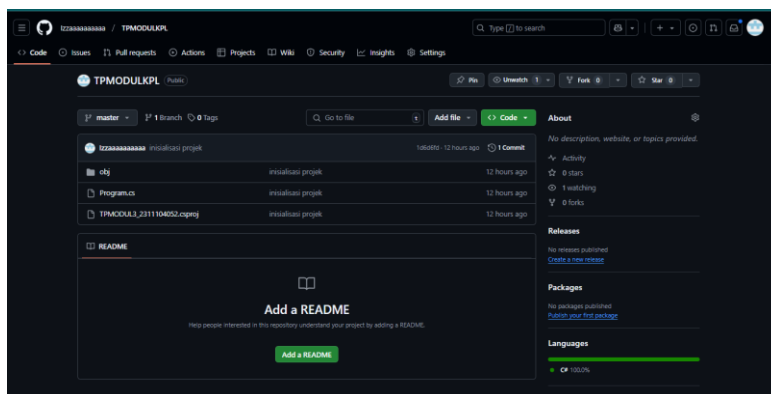 Izzaaaaaaaaaa / TPMODULKPL
Type / to search
Code Issues Pull requests Actions Projects Wiki Security Insights Settings
TPMODULKPL Public
Pin Unwatch 1 Fork 0 Star 0
master 1 Branch 0 Tags
Go to file t Add file Code
About
No description, website, or topics provided.
inisialisasi projek 12 hours ago 1 Commit
Activity
obj inisialisasi projek 12 hours ago
0 stars
Program.cs inisialisasi projek 12 hours ago
1 watching
TPMODUL3_2311104052.csproj inisialisasi projek 12 hours ago
0 forks
README
Releases
No releases published
Create a new release
Add a README
Help people interested in this repository understand your project by adding a README.
Add a README
Packages
No packages published
Publish your first package
Languages
C# 100.0%